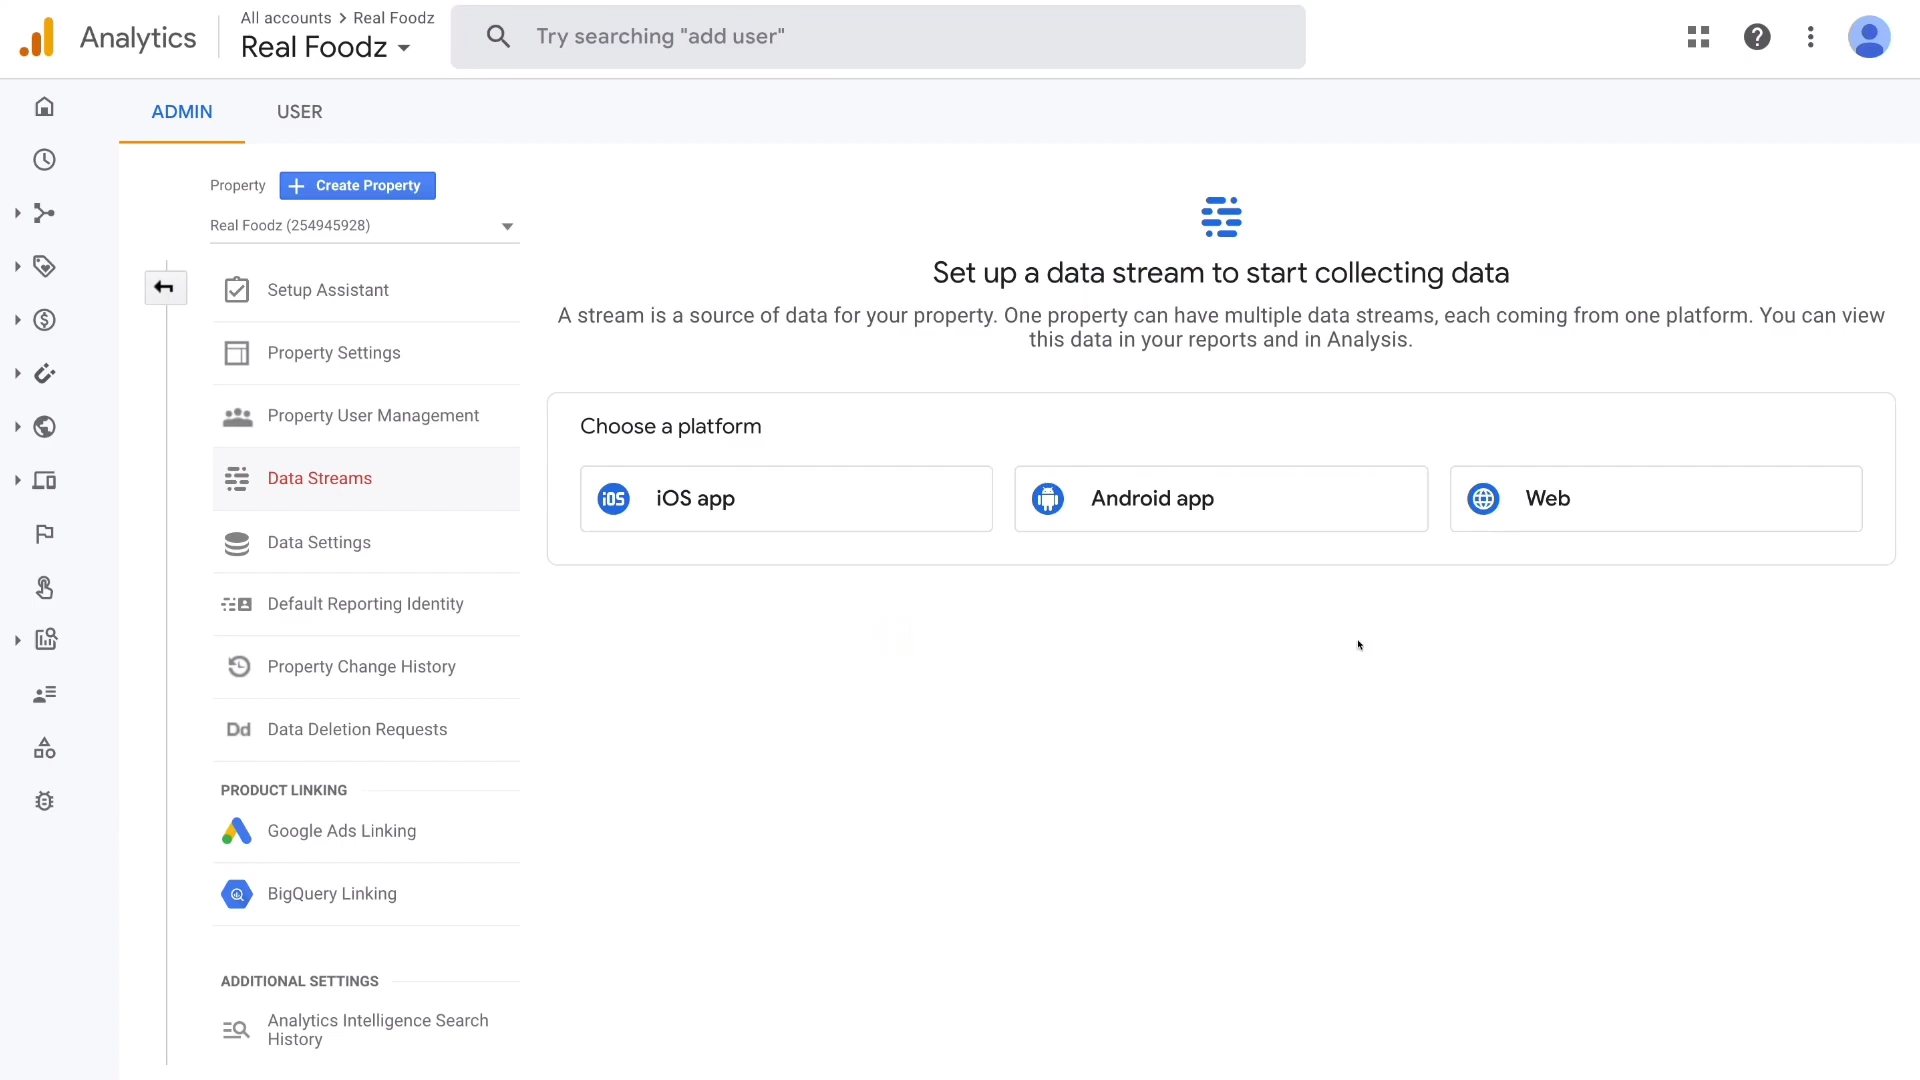 Analytics
All accounts > Real Foodz
Real Foodz
Try searching "add user"
ADMIN
USER
Property
Create Property
Real Foodz (254945928)
Setup Assistant
Property Settings
Property User Management
Data Streams
Data Settings
Default Reporting Identity
Property Change History
Dd Data Deletion Requests
PRODUCT LINKING
Google Ads Linking
BigQuery Linking
ADDITIONAL SETTINGS
Analytics Intelligence Search
History
Set up a data stream to start collecting data
A stream is a source of data for your property. One property can have multiple data streams, each coming from one platform. You can view
this data in your reports and in Analysis.
Choose a platform
iOS iOS app
Android app
Web